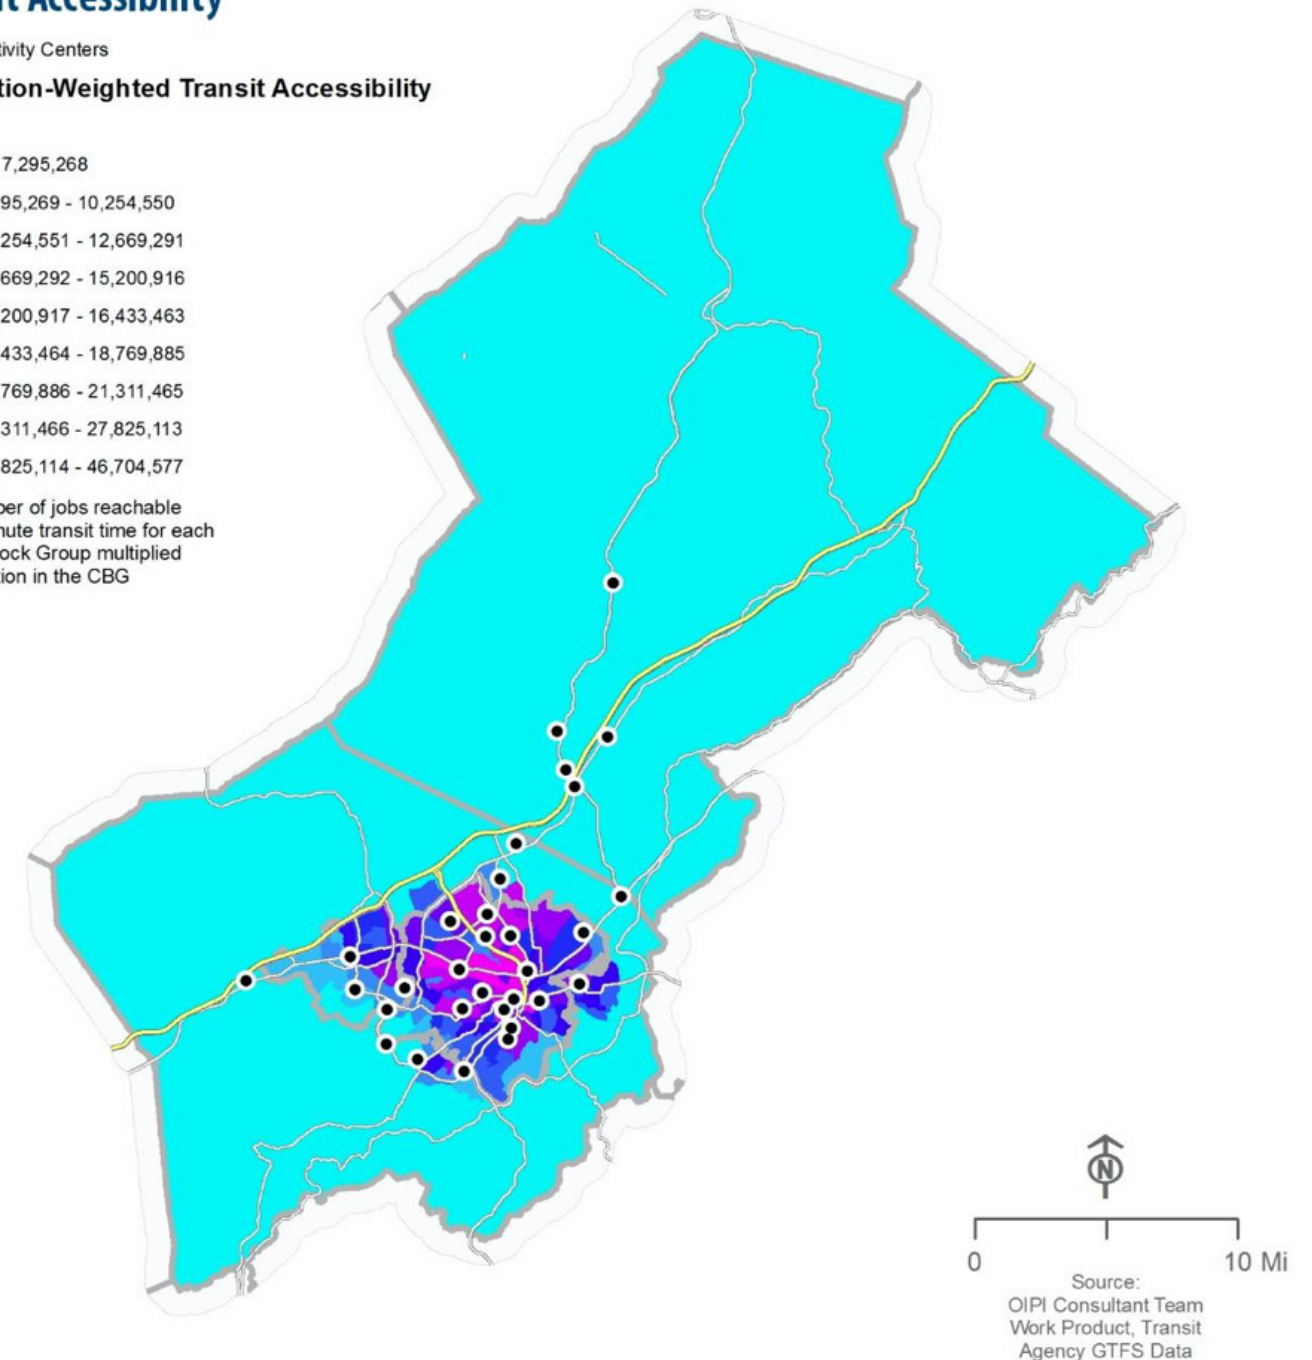 t Accessibility
tivity Centers
tion-Weighted Transit Accessibility
7,295,268
95,269 - 10,254,550
254,551 - 12,669,291
669,292 - 15,200,916
200,917 - 16,433,463
433,464 - 18,769,885
769,886 - 21,311,465
311,466 - 27,825,113
825,114 - 46,704,577
ber of jobs reachable
nute transit time for each
ock Group multiplied
tion in the CBG
N
0 10 Mi
Source:
OIPI Consultant Team
Work Product, Transit
Agency GTFS Data